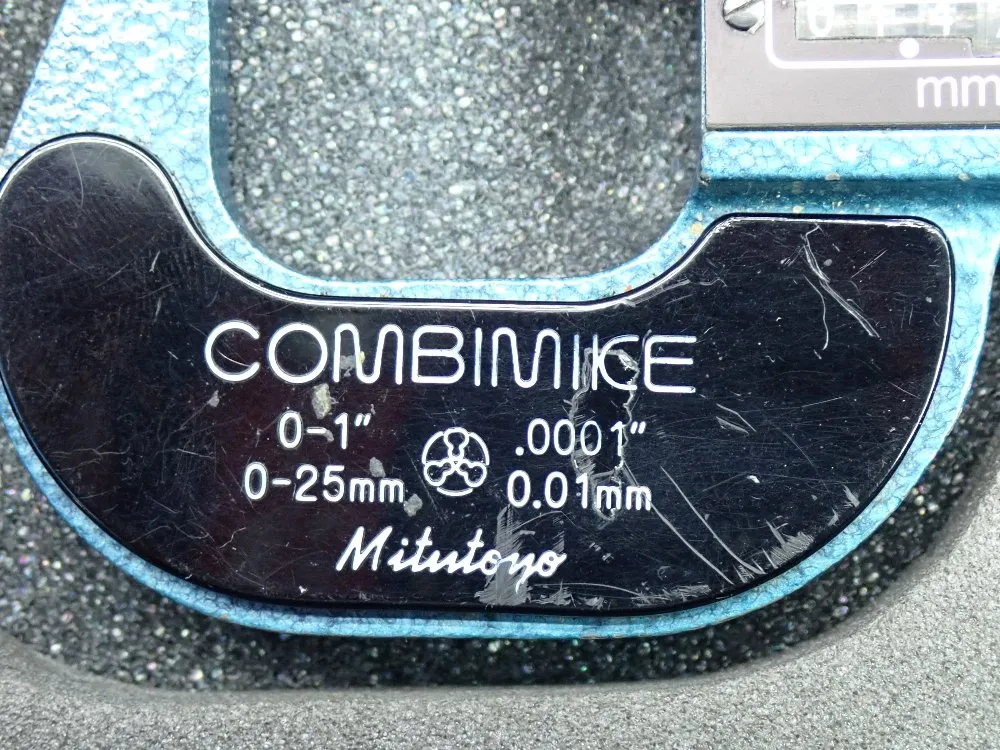 mm
COMBIMIKE
0-1" .0001"
0-25mm 0.01mm
Mitutoyo